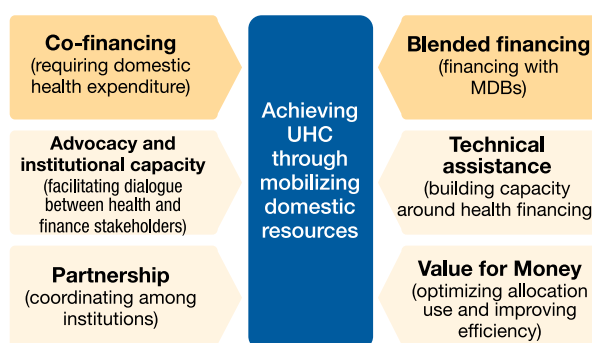 Co-financing
(requiring domestic
health expenditure)
Advocacy and
institutional capacity
(facilitating dialogue
between health and
finance stakeholders)
Partnership
(coordinating among
institutions)
Achieving
UHC
through
mobilizing
domestic
resources
Blended financing
(financing with
MDBs)
Technical
assistance
(building capacity
around health financing)
Value for Money
(optimizing allocation
use and improving
efficiency)